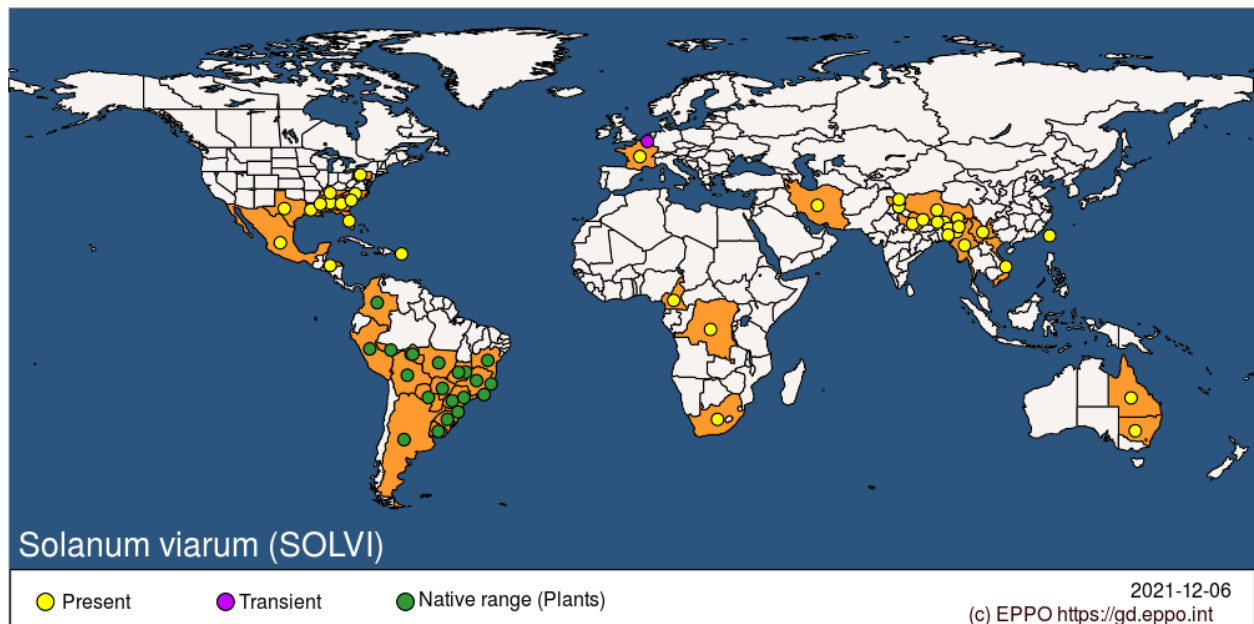 Solanum viarum (SOLVI)
Present
Transient
Native range (Plants)
2021-12-06
(c) EPPO https://gd.eppo.int